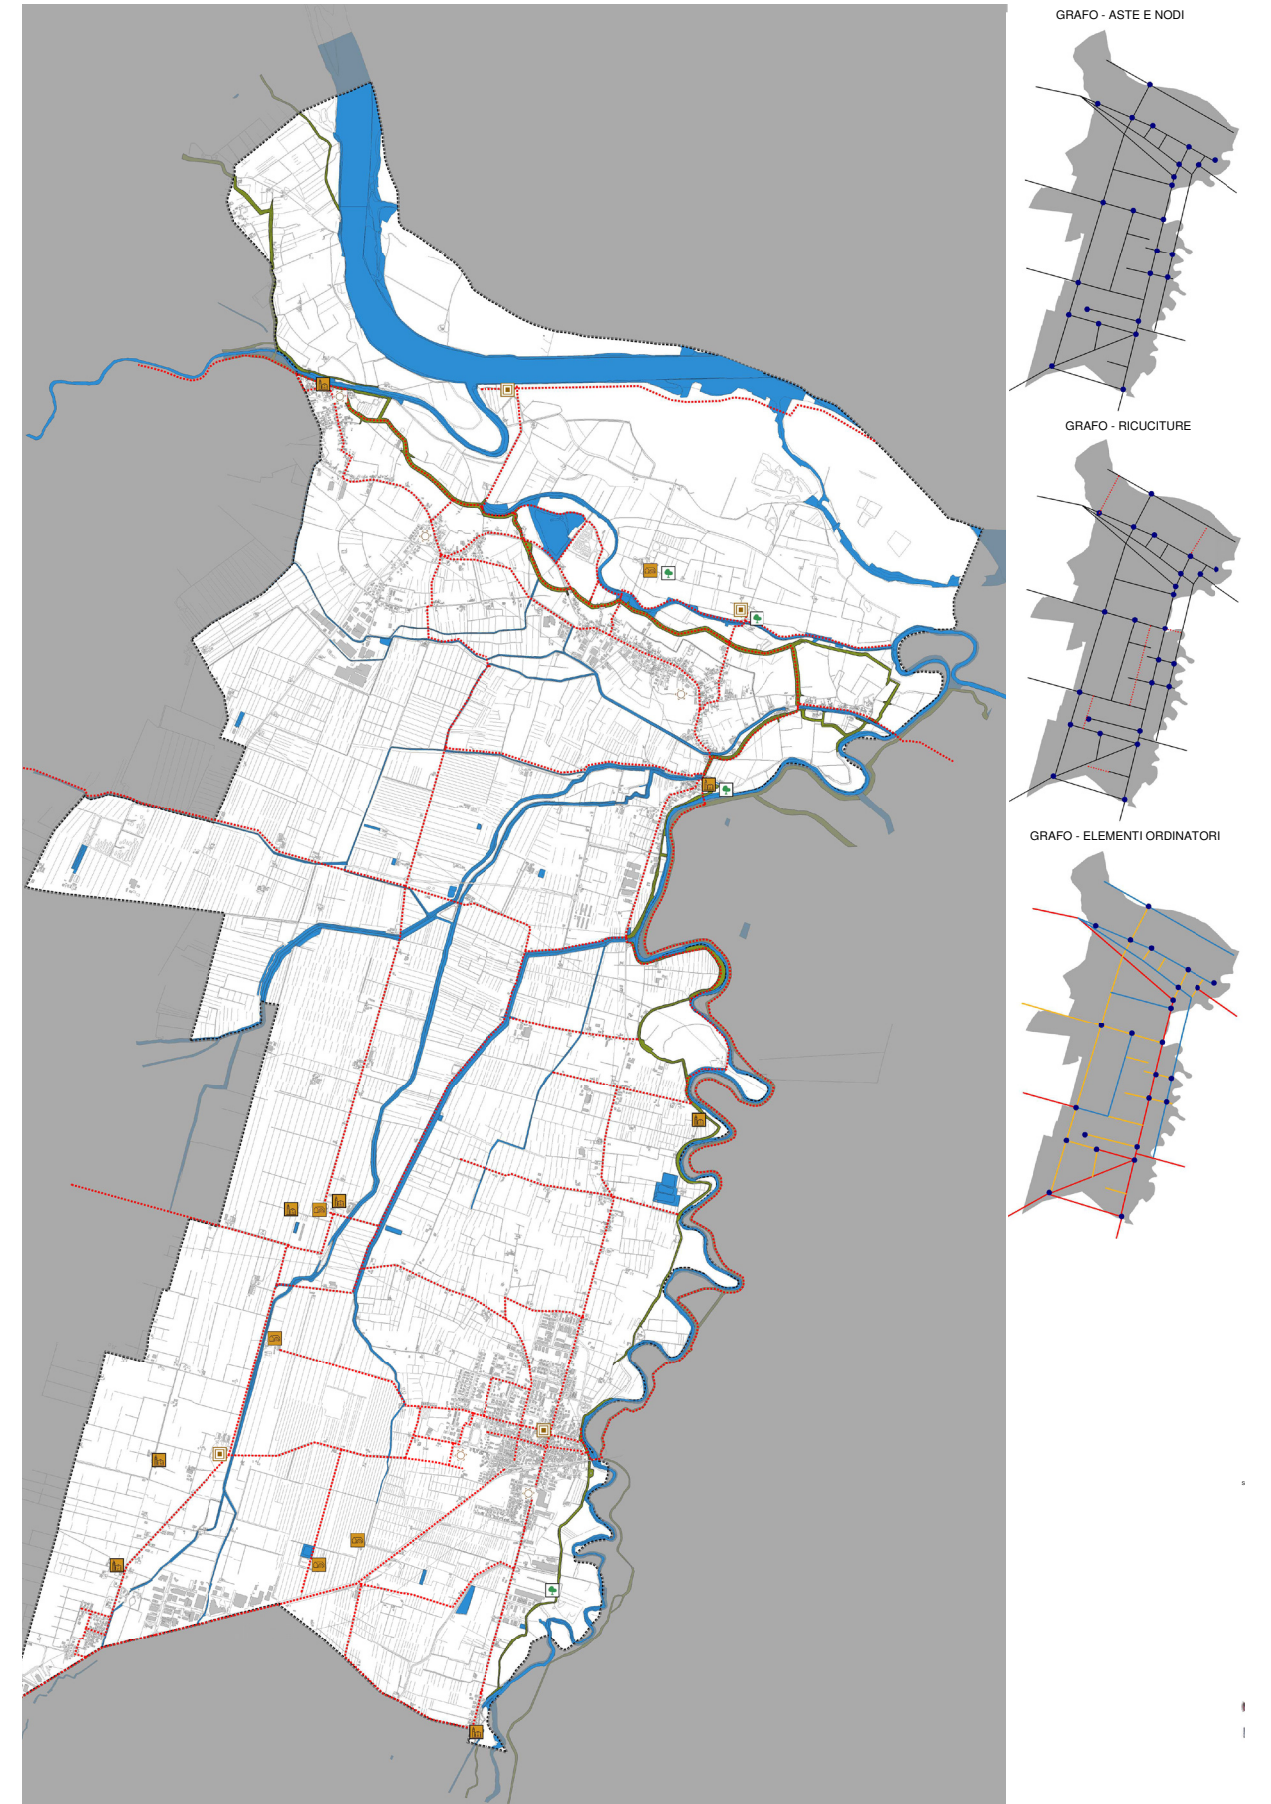 GRAFO - ASTE E NODI
GRAFO - RICUCITURE
GRAFO - ELEMENTI ORDINATORI